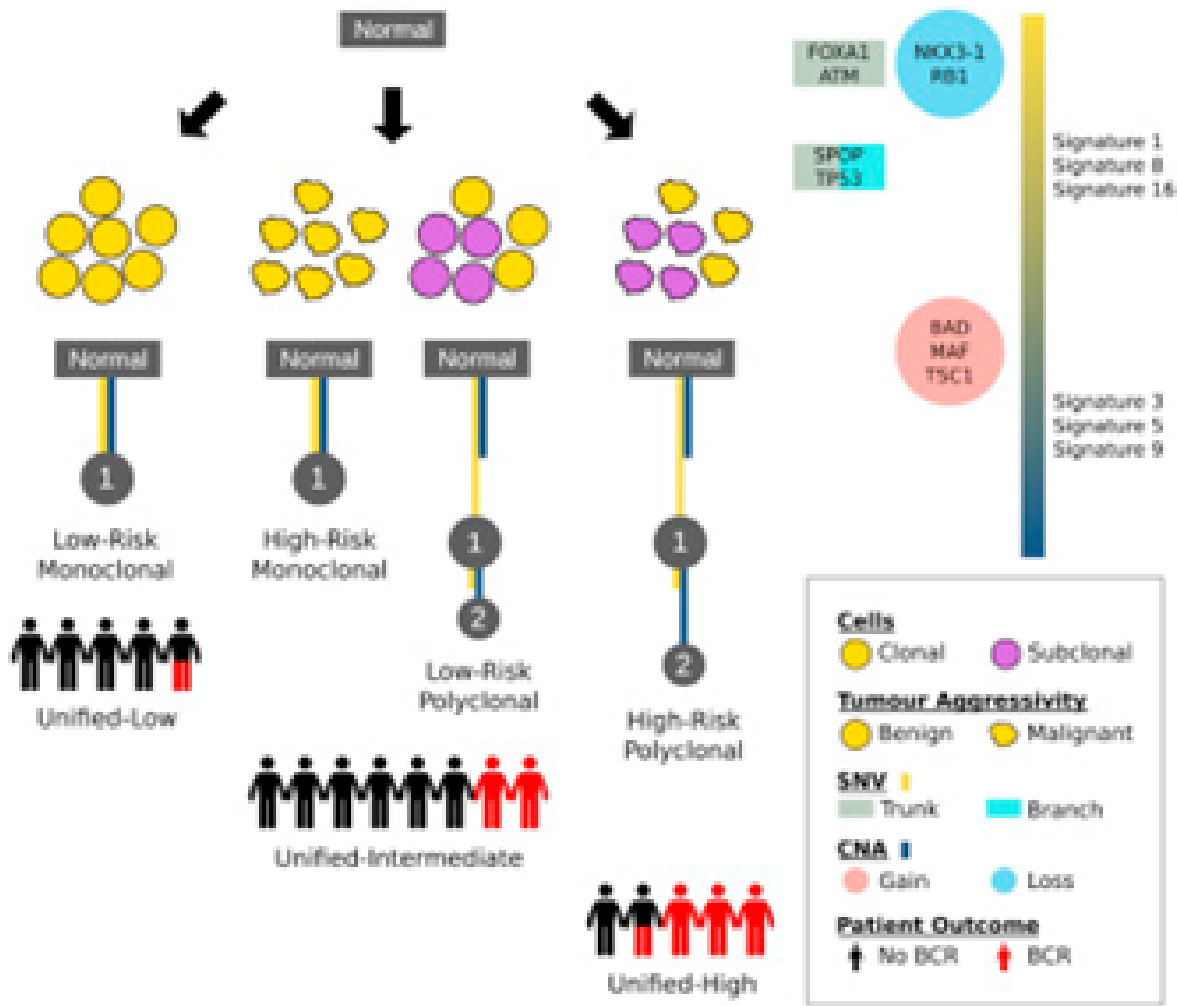 Normal
FOXA1
ATM
NKX3-1
RB1
SPOP
TP53
Signature 1
Signature 8
Signature 16
BAD
MAF
TSC1
Signature 3
Signature 5
Signature 9
Normal
Normal
Normal
Normal
1
1
1
2
1
2
Low-Risk
Monoclonal
High-Risk
Monoclonal
Low-Risk
Polyclonal
High-Risk
Polyclonal
Unified-Low
Unified-Intermediate
Unified-High
Cells
Clonal Subclonal
Tumour Aggressivity
Benign Malignant
SNV
Trunk Branch
CNA
Gain Loss
Patient Outcome
No BCR BCR